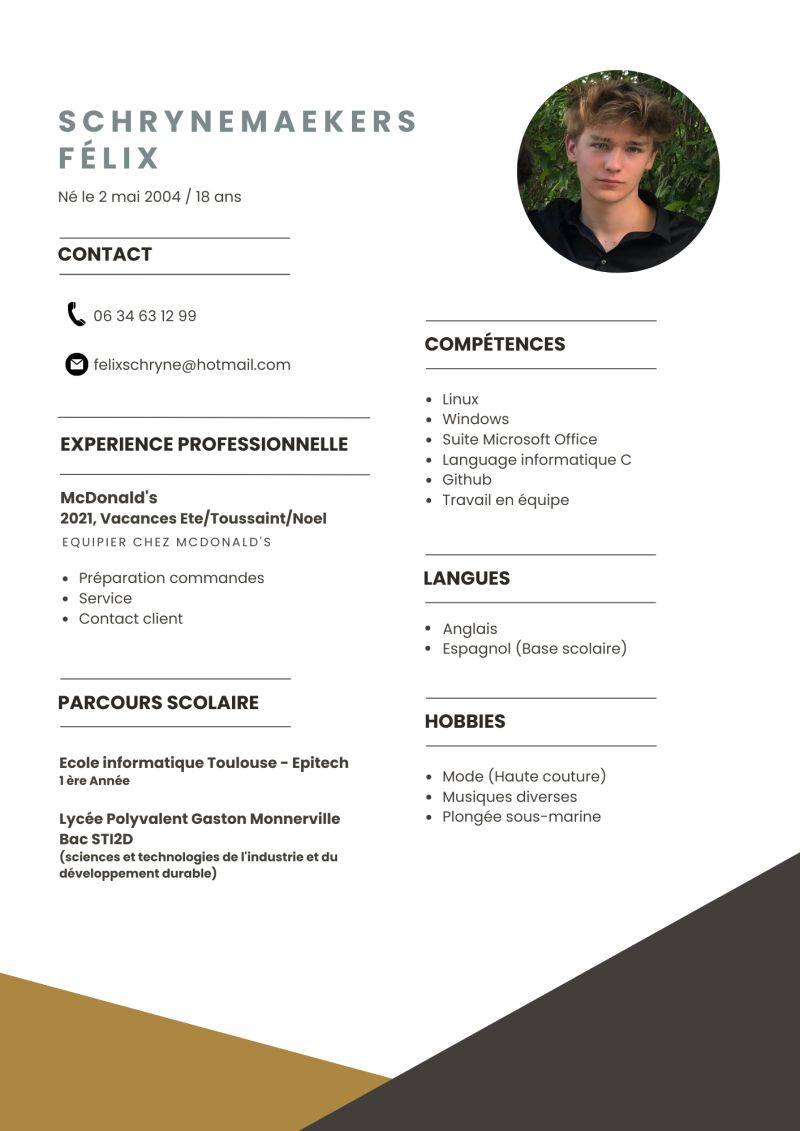 SCHRYNEMAEKERS
FÉLIX
Né le 2 mai 2004 / 18 ans
CONTACT
06 34 63 12 99
felixschryne@hotmail.com
EXPERIENCE PROFESSIONNELLE
McDonald's
2021, Vacances Ete/Toussaint/Noel
EQUIPIER CHEZ MCDONALD'S
Préparation commandes
Service
Contact client
PARCOURS SCOLAIRE
Ecole informatique Toulouse - Epitech
1 ère Année
Lycée Polyvalent Gaston Monnerville
Bac STI2D
(sciences et technologies de l'industrie et du
développement durable)
COMPÉTENCES
Linux
Windows
Suite Microsoft Office
Language informatique C
Github
Travail en équipe
LANGUES
Anglais
Espagnol (Base scolaire)
HOBBIES
Mode (Haute couture)
Musiques diverses
Plongée sous-marine